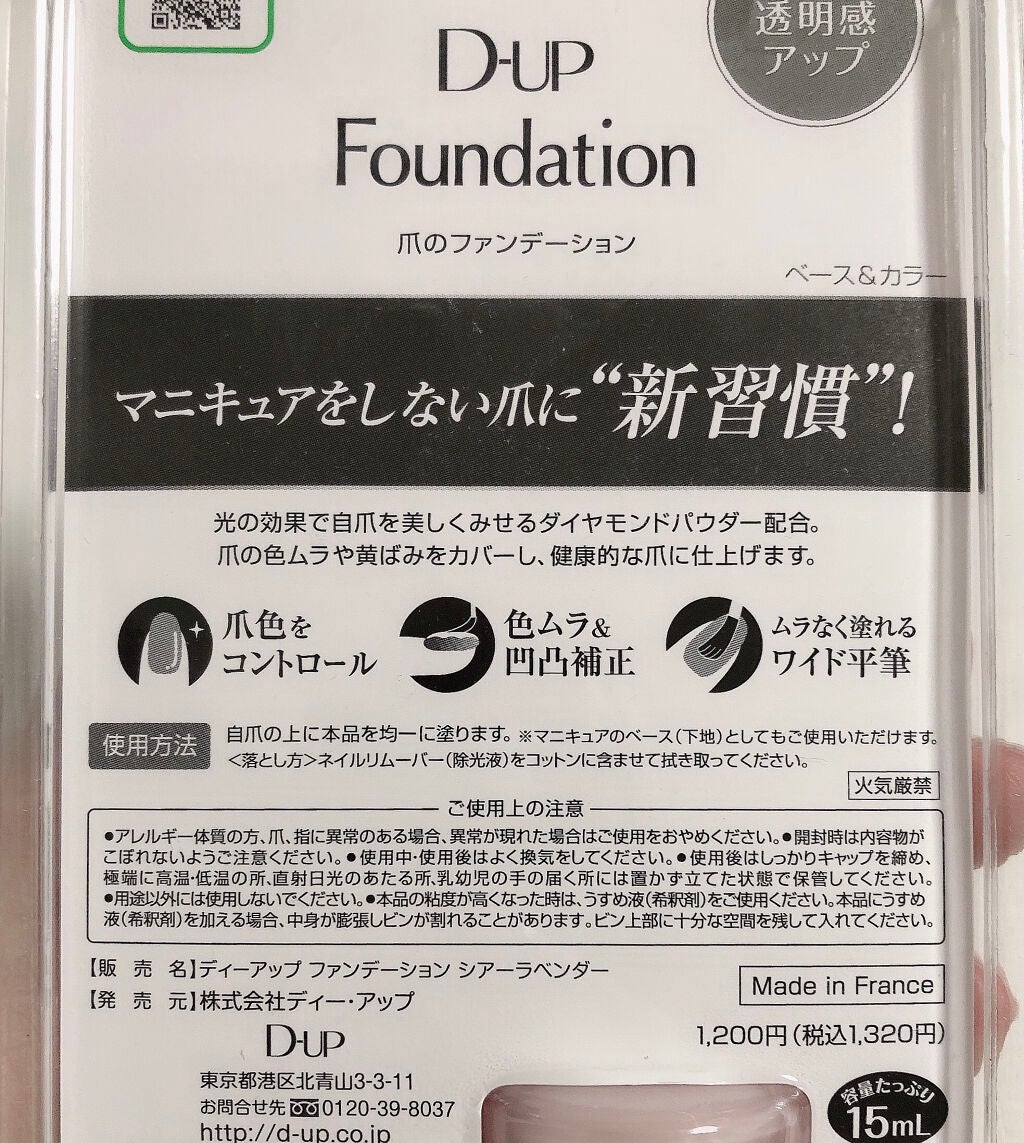 透明感
アップ
D-UP
Foundation
爪のファンデーション
ベース&カラー
マニキュアをしない爪に“新習慣”!
光の効果で自爪を美しくみせるダイヤモンドパウダー配合。
爪の色ムラや黄ばみをカバーし、健康的な爪に仕上げます。
爪色を
コントロール
色ムラ&
凹凸補正
ムラなく塗れる
ワイド平筆
使用方法
自爪の上に本品を均一に塗ります。※マニキュアのベース(下地)としてもご使用いただけます。
<落とし方>ネイルリムーバー(除光液)をコットンに含ませて拭き取ってください。
火気厳禁
ご使用上の注意
●アレルギー体質の方、爪、指に異常のある場合、異常が現れた場合はご使用をおやめください。●開封時は内容物が
こぼれないようご注意ください。●使用中・使用後はよく換気をしてください。●使用後はしっかりキャップを締め、
極端に高温・低温の所、直射日光のあたる所、乳幼児の手の届く所には置かず立てた状態で保管してください。
●用途以外には使用しないでください。●本品の粘度が高くなった時は、うすめ液(希釈剤)をご使用ください。本品にうすめ
液(希釈剤)を加える場合、中身が膨張しビンが割れることがあります。ビン上部に十分な空間を残して入れてください。
【販 売 名】ディーアップ ファンデーション シアーラベンダー
【発 売 元】株式会社ディー・アップ
Made in France
D-UP
1,200円(税込1,320円)
東京都港区北青山3-3-11
お問合せ先 0120-39-8037
http://d-up.co.jp
容量たっぷり
15mL